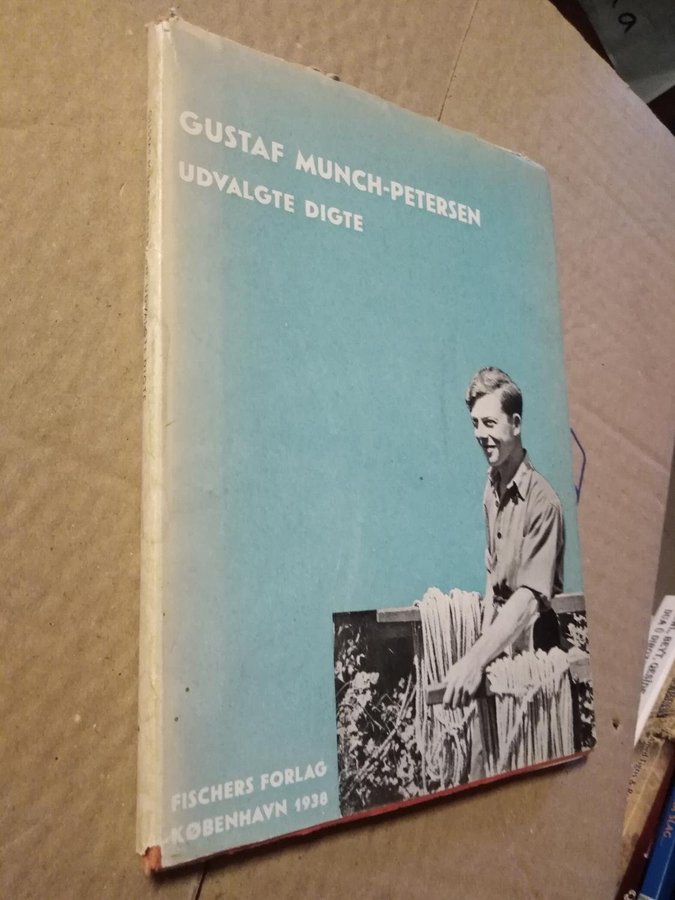 GUSTAF MUNCH-PETERSEN
UDVALGTE DIGTE
FISCHERS FORLAG
KØBENHAVN 1938